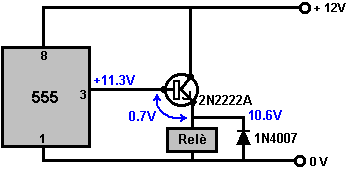 + 12V
8
+11.3V
555
3
2N2222A
0.7V
10.6V
1
Relè
1N4007
0 V